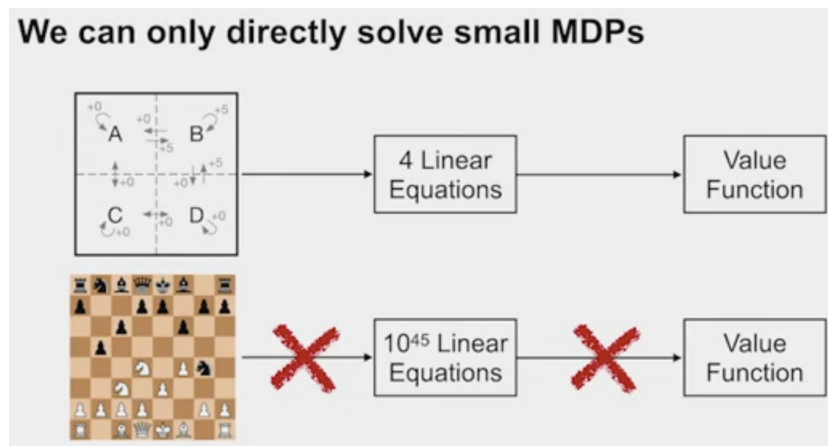 We can only directly solve small MDPs
+0
+0
+5
A
B
+5
+0
+0
+5
C
D
+0
+0
+0
4 Linear
Equations
Value
Function
10⁴⁵ Linear
Equations
Value
Function